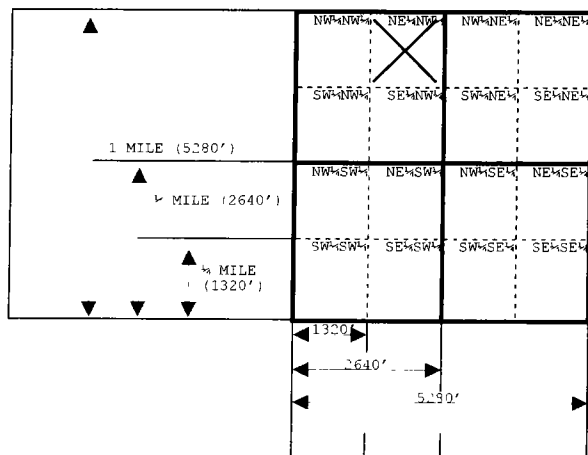 NW¼NW¼ NE¼NW¼ NW¼NE¼ NE¼NE¼
SW¼NW¼ SE¼NW¼ SW¼NE¼ SE¼NE¼
1 MILE (5280')
NW¼SW¼ NE¼SW¼ NW¼SE¼ NE¼SE¼
MILE (2640')
SW¼SW¼ SE¼SW¼ SW¼SE¼ SE¼SE¼
¼ MILE
(1320')
1320'
2640'
5280'